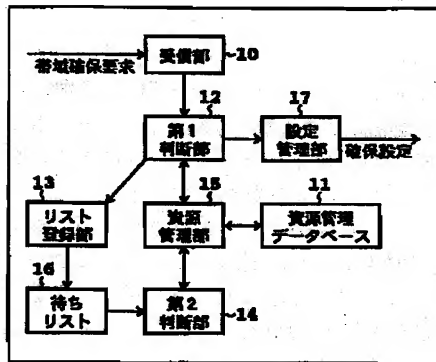 受信部
10
帯域確保要求
12
17
第1
判断部
設定
管理部
確保設定
13
15
11
リスト
登録部
資源
管理部
資源管理
データベース
16
待ち
リスト
第2
判断部
14